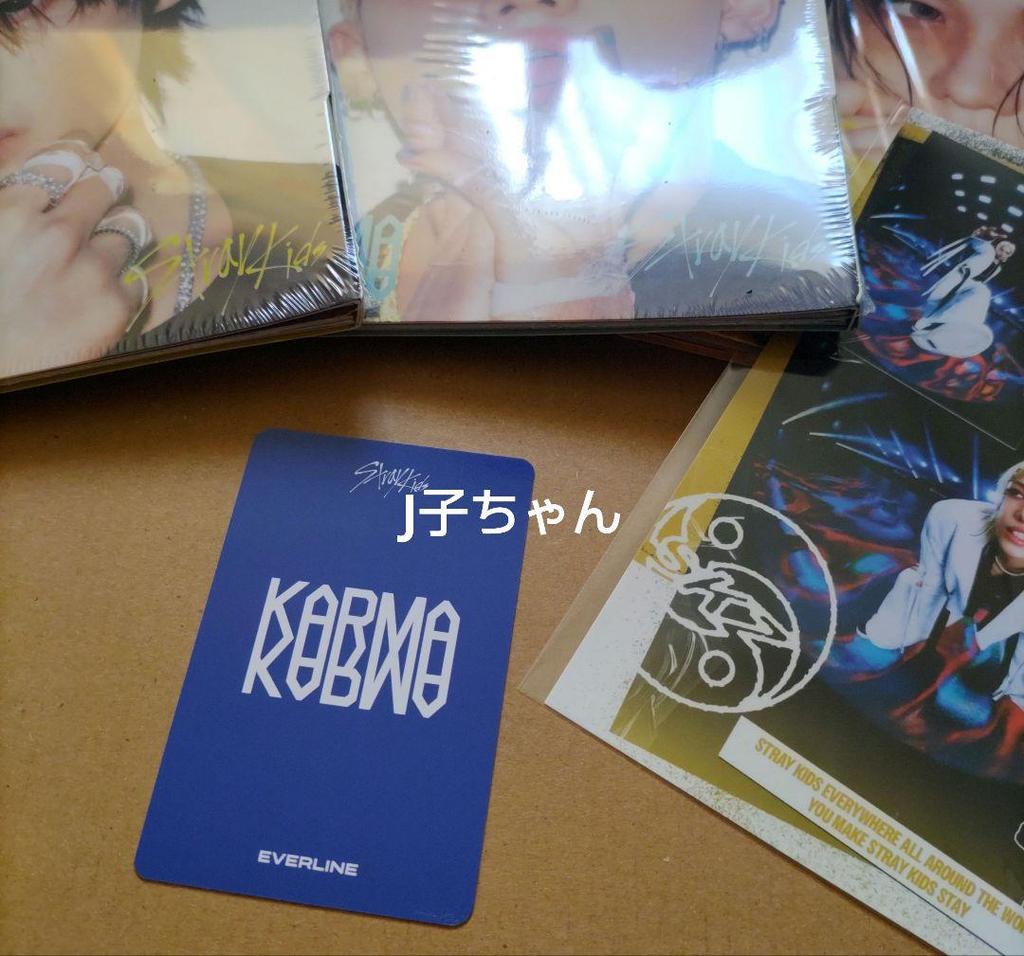 Stray Kids
Stray Kids
Stray Kids
J子ちゃん
KARMA
KARMA
EVERLINE
STRAY KIDS EVERYWHERE ALL AROUND THE
YOU MAKE STRAY KIDS STAY